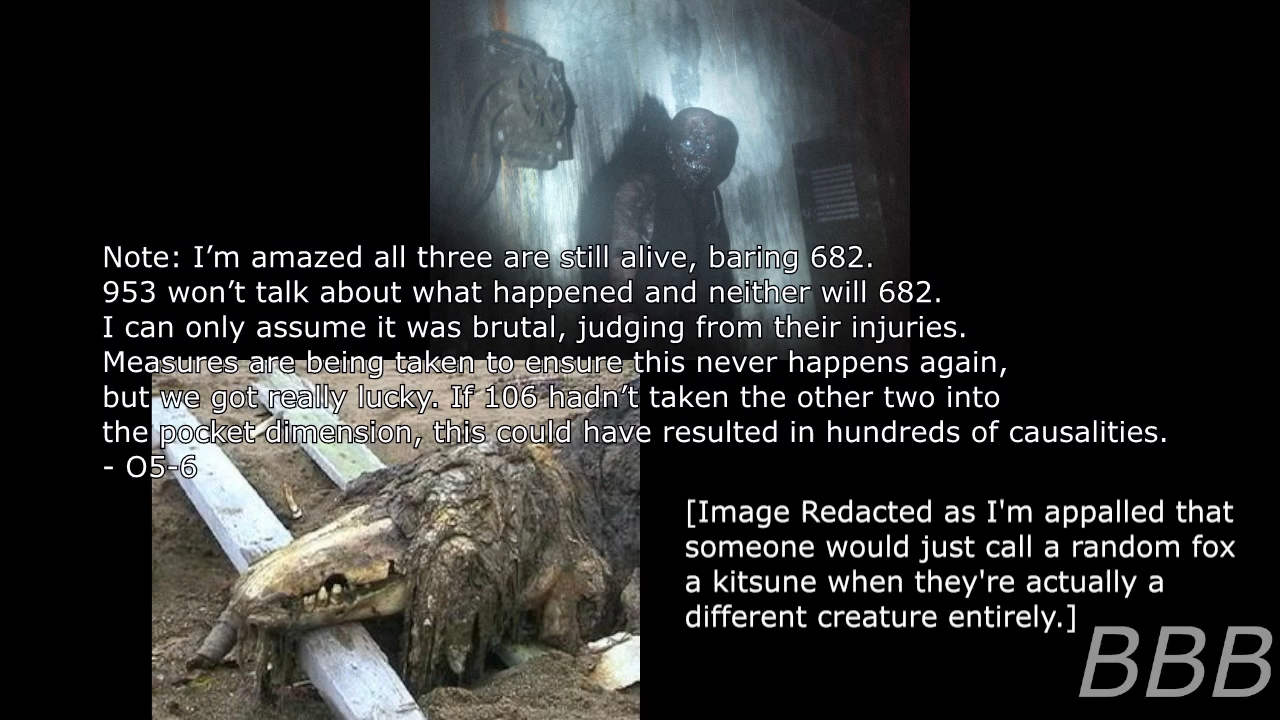 Note: I’m amazed all three are still alive, baring 682.
953 won’t talk about what happened and neither will 682.
I can only assume it was brutal, judging from their injuries.
Measures are being taken to ensure this never happens again,
but we got really lucky. If 106 hadn’t taken the other two into
the pocket dimension, this could have resulted in hundreds of causalities.
- O5-6
[Image Redacted as I'm appalled that
someone would just call a random fox
a kitsune when they're actually a
different creature entirely.]
BBB